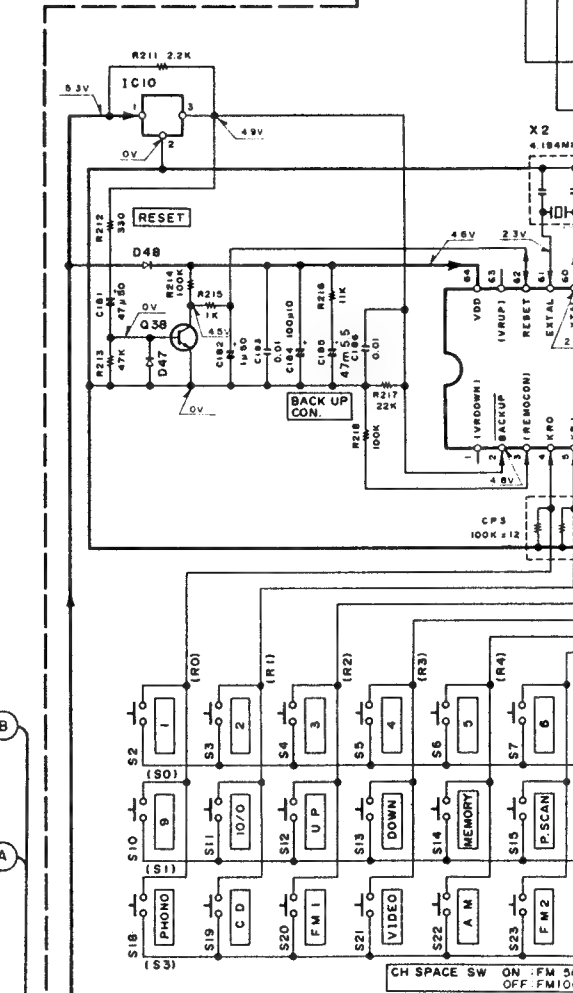 R211 2.2K
IC10
5.3V
1
3
2
0V
4.9V
X2
R212
330
RESET
D48
4.6V
2.3V
64
63
62
61
60
R214
100K
R215
1K
C181
47µ50
0V
Q38
4.5V
D47
R213
47K
C182
1µ50
C183
0.01
C184
100µ10
C185
R216
11K
47m5.5
C186
0.01
VDD
(VRUP)
RESET
EXTAL
0V
BACK UP
CON.
R217
22K
R218
100K
(VRDOWN)
BACKUP
(REMOCON)
KR0
1
2
3
4
5
4.8V
CP3
100K x12
(R0)
(R1)
(R2)
(R3)
(R4)
S2
1
S3
2
S4
3
S5
4
S6
5
S7
6
(S0)
S10
9
S11
10/0
S12
UP
S13
DOWN
S14
MEMORY
S15
P.SCAN
(S1)
S18
PHONO
S19
CD
S20
FM1
S21
VIDEO
S22
AM
S23
FM2
(S3)
B
A
CH SPACE SW ON :FM
OFF:FM